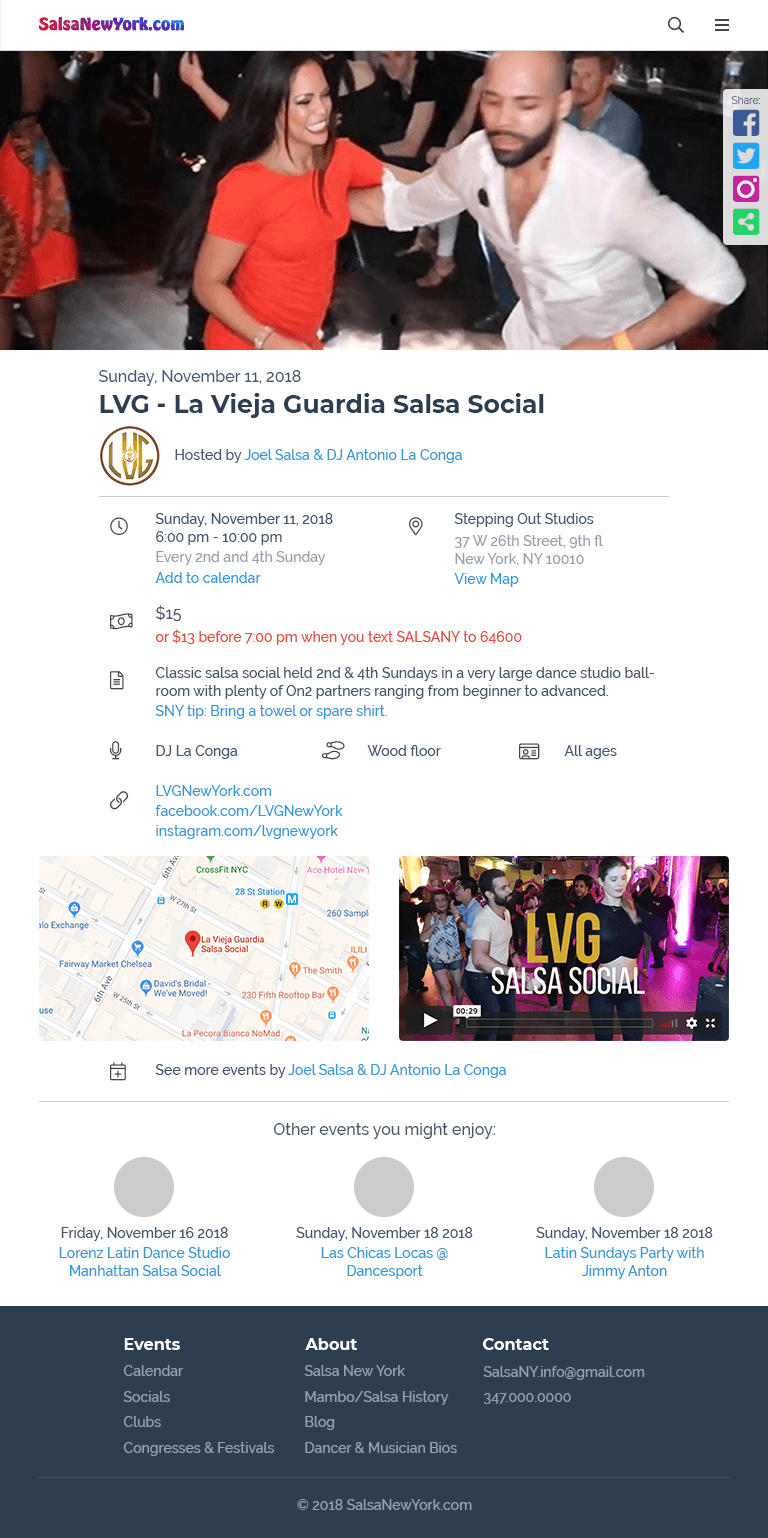 SalsaNewYork.com
Share:
Sunday, November 11, 2018
LVG - La Vieja Guardia Salsa Social
LVG
Hosted by Joel Salsa & DJ Antonio La Conga
Sunday, November 11, 2018
6:00 pm - 10:00 pm
Every 2nd and 4th Sunday
Add to calendar
Stepping Out Studios
37 W 26th Street, 9th fl
New York, NY 10010
View Map
$15
or $13 before 7:00 pm when you text SALSANY to 64600
Classic salsa social held 2nd & 4th Sundays in a very large dance studio ball-
room with plenty of On2 partners ranging from beginner to advanced.
SNY tip: Bring a towel or spare shirt.
DJ La Conga
Wood floor
All ages
LVGNewYork.com
facebook.com/LVGNewYork
instagram.com/lvgnewyork
CrossFit NYC
Ace Hotel New Y
6th Av
W 27th St
28 St Station
R W
M
260 Sampl
alo Exchange
La Vieja Guardia
Salsa Social
ILILI
Fairway Market Chelsea
The Smith
David's Bridal -
We've Moved!
6th Ave
W 25th St
230 Fifth Rooftop Bar
use
La Pecora Bianca NoMad
LVG
SALSA SOCIAL
00:29
See more events by Joel Salsa & DJ Antonio La Conga
Other events you might enjoy:
Friday, November 16 2018
Lorenz Latin Dance Studio
Manhattan Salsa Social
Sunday, November 18 2018
Las Chicas Locas @
Dancesport
Sunday, November 18 2018
Latin Sundays Party with
Jimmy Anton
Events
Calendar
Socials
Clubs
Congresses & Festivals
About
Salsa New York
Mambo/Salsa History
Blog
Dancer & Musician Bios
Contact
SalsaNY.info@gmail.com
347.000.0000
© 2018 SalsaNewYork.com